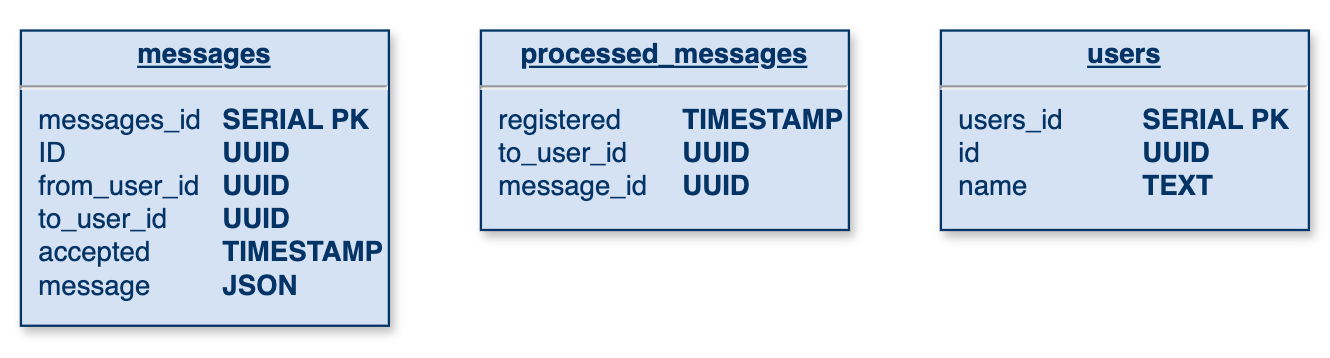 messages
messages_id SERIAL PK
ID UUID
from_user_id UUID
to_user_id UUID
accepted TIMESTAMP
message JSON
processed_messages
registered TIMESTAMP
to_user_id UUID
message_id UUID
users
users_id SERIAL PK
id UUID
name TEXT